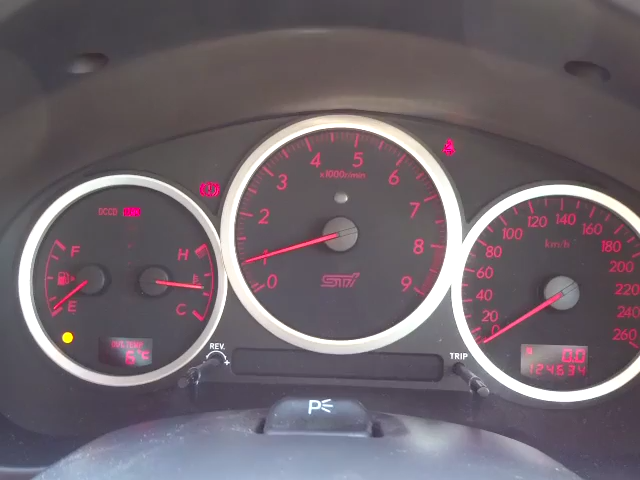 DCCD
F
E
H
C
OUT.TEMP
6°C
REV.
+
0
1
2
3
4
5
6
7
8
9
x1000r/min
STI
0
20
40
60
80
100
120
140
160
180
200
220
240
260
km/h
TRIP
0.0
124634
P